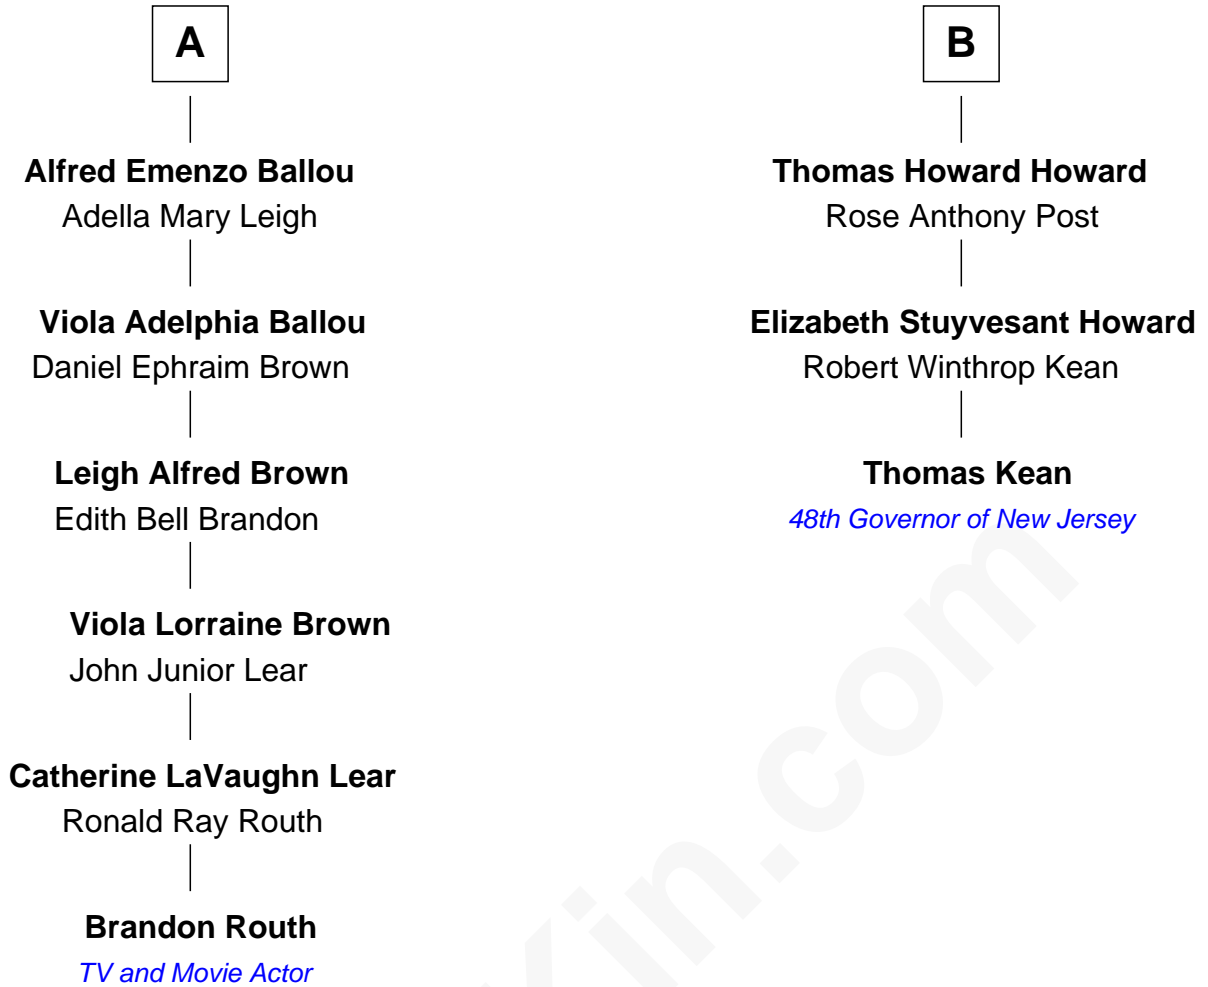 A
Alfred Emenzo Ballou
Adella Mary Leigh
Viola Adelphia Ballou
Daniel Ephraim Brown
Leigh Alfred Brown
Edith Bell Brandon
Viola Lorraine Brown
John Junior Lear
Catherine LaVaughn Lear
Ronald Ray Routh
Brandon Routh
TV and Movie Actor
B
Thomas Howard Howard
Rose Anthony Post
Elizabeth Stuyvesant Howard
Robert Winthrop Kean
Thomas Kean
48th Governor of New Jersey
Kin.com